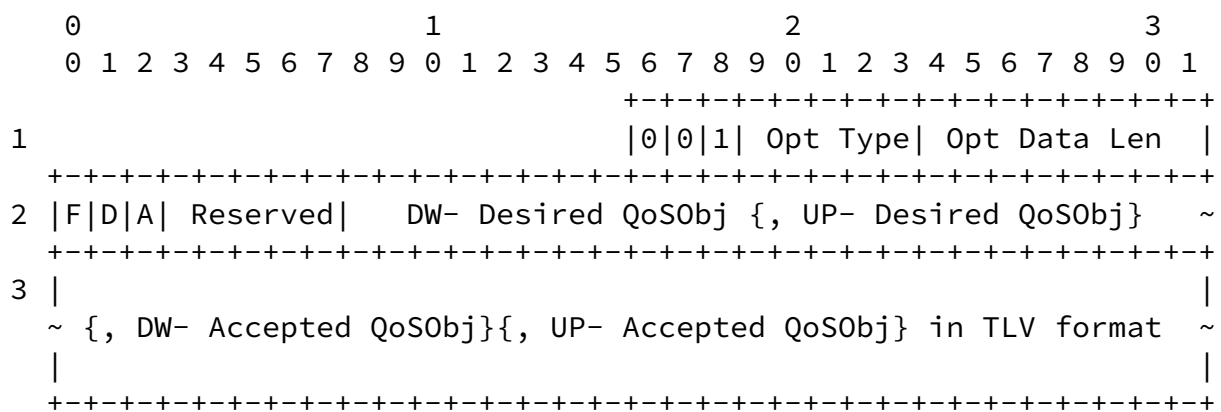 0                   1                   2                   3
 0 1 2 3 4 5 6 7 8 9 0 1 2 3 4 5 6 7 8 9 0 1 2 3 4 5 6 7 8 9 0 1
                                +-+-+-+-+-+-+-+-+-+-+-+-+-+-+-+-+
1                               |0|0|1| Opt Type| Opt Data Len  |
+-+-+-+-+-+-+-+-+-+-+-+-+-+-+-+-+-+-+-+-+-+-+-+-+-+-+-+-+-+-+-+-+
2 |F|D|A| Reserved|   DW- Desired QoSObj {, UP- Desired QoSObj}   ~
+-+-+-+-+-+-+-+-+-+-+-+-+-+-+-+-+-+-+-+-+-+-+-+-+-+-+-+-+-+-+-+-+
3 |                                                               |
~ {, DW- Accepted QoSObj}{, UP- Accepted QoSObj} in TLV format  ~
|                                                               |
+-+-+-+-+-+-+-+-+-+-+-+-+-+-+-+-+-+-+-+-+-+-+-+-+-+-+-+-+-+-+-+-+